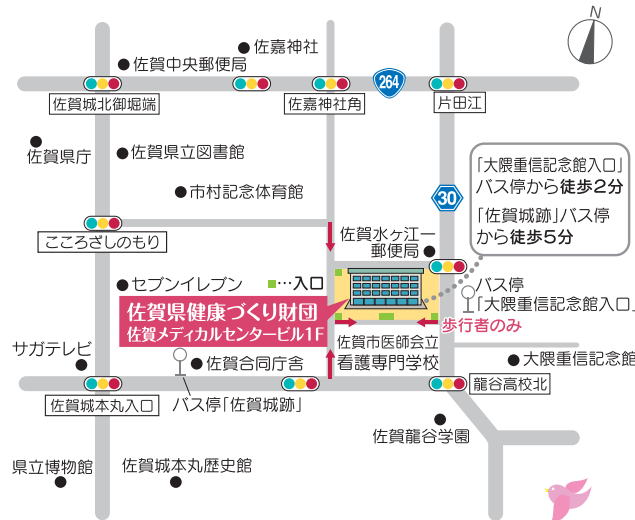 N
佐嘉神社
佐賀中央郵便局
264
佐賀城北御堀端
佐嘉神社角
片田江
佐賀県庁
佐賀県立図書館
市村記念体育館
30
「大隈重信記念館入口」
バス停から徒歩2分
「佐賀城跡」バス停
から徒歩5分
こころざしのもり
佐賀水ヶ江一
郵便局
セブンイレブン
■…入口
バス停
「大隈重信記念館入口」
佐賀県健康づくり財団
佐賀メディカルセンタービル1F
歩行者のみ
佐賀市医師会立
看護専門学校
サガテレビ
佐賀合同庁舎
大隈重信記念館
佐賀城本丸入口
バス停「佐賀城跡」
龍谷高校北
佐賀龍谷学園
県立博物館
佐賀城本丸歴史館